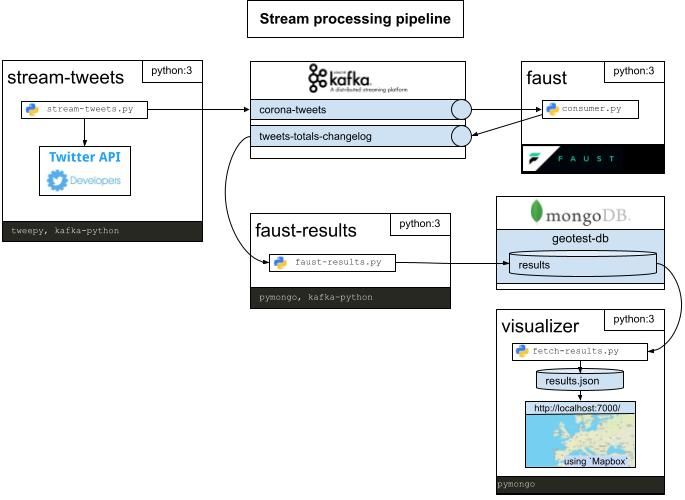 Stream processing pipeline
stream-tweets
python:3
stream-tweets.py
Twitter API
Developers
tweepy, kafka-python
kafka.
A distributed streaming platform
corona-tweets
tweets-totals-changelog
faust
python:3
consumer.py
FAUST
faust-results
python:3
faust-results.py
pymongo, kafka-python
mongoDB.
geotest-db
results
visualizer
python:3
fetch-results.py
results.json
http://localhost:7000/
using `Mapbox`
pymongo